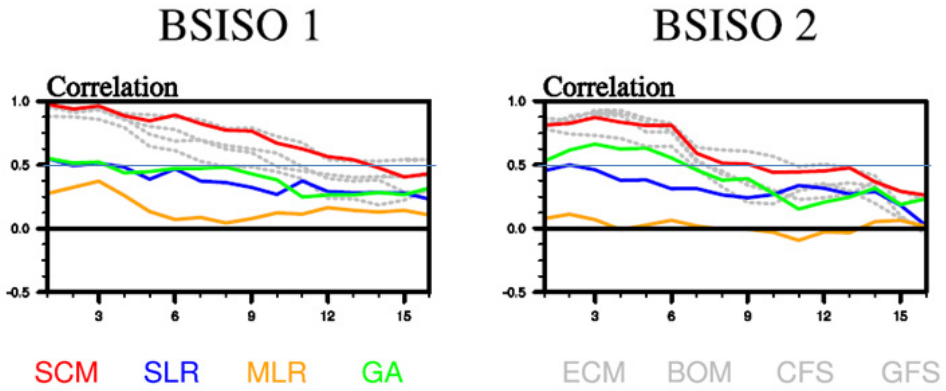 BSISO 1 BSISO 2
Correlation Correlation
1.0 1.0
0.5 0.5
0.0 0.0
-0.5 -0.5
3 6 9 12 15 3 6 9 12 15
SCM SLR MLR GA ECM BOM CFS GFS